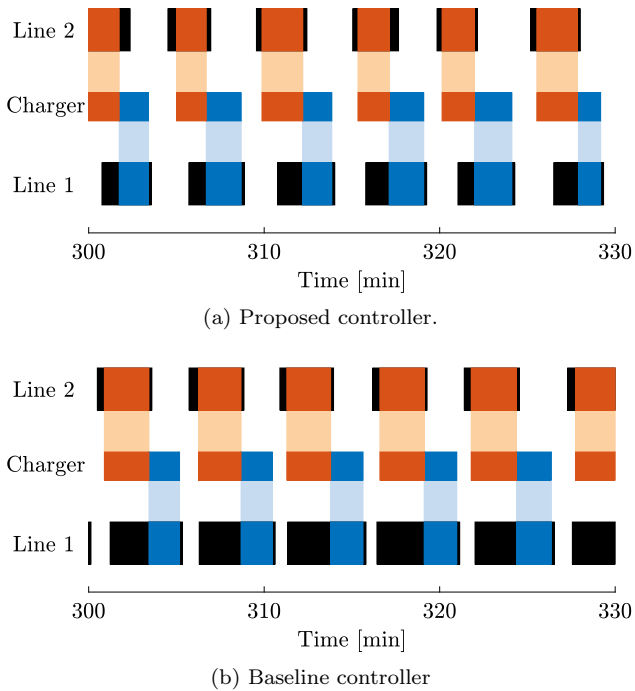 Line 2
Charger
Line 1
300 310 320 330
Time [min]
(a) Proposed controller.
Line 2
Charger
Line 1
300 310 320 330
Time [min]
(b) Baseline controller